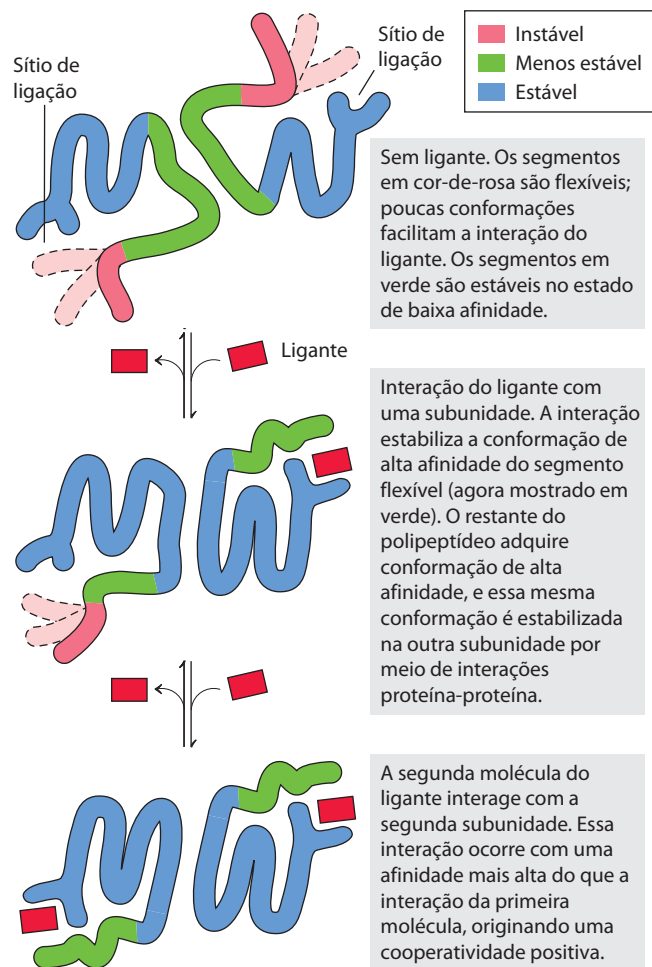 Sítio de
ligação
Sítio de
ligação
Instável
Menos estável
Estável
Sem ligante. Os segmentos
em cor-de-rosa são flexíveis;
poucas conformações
facilitam a interação do
ligante. Os segmentos em
verde são estáveis no estado
de baixa afinidade.
Ligante
Interação do ligante com
uma subunidade. A interação
estabiliza a conformação de
alta afinidade do segmento
flexível (agora mostrado em
verde). O restante do
polipeptídeo adquire
conformação de alta
afinidade, e essa mesma
conformação é estabilizada
na outra subunidade por
meio de interações
proteína-proteína.
A segunda molécula do
ligante interage com a
segunda subunidade. Essa
interação ocorre com uma
afinidade mais alta do que a
interação da primeira
molécula, originando uma
cooperatividade positiva.